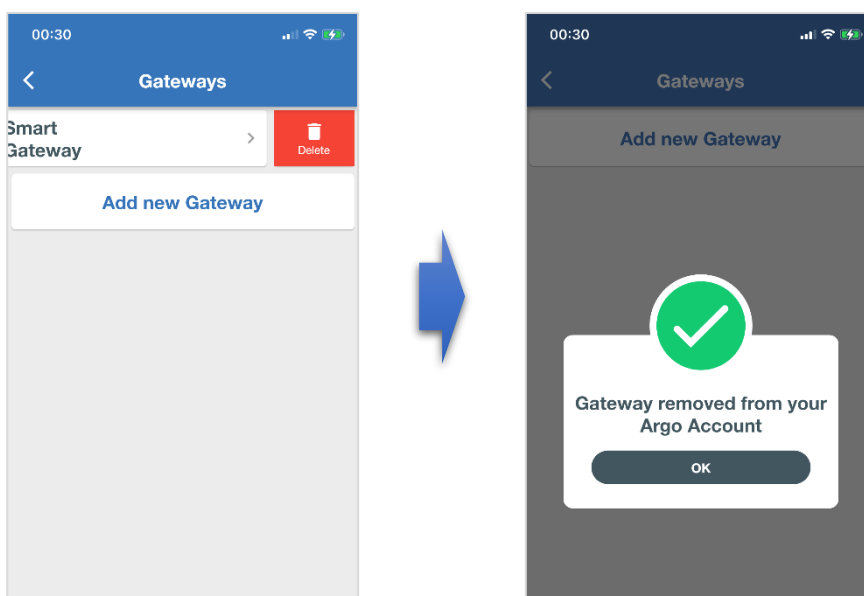 00:30
Gateways
Smart
Gateway
Delete
Add new Gateway
00:30
Gateways
Add new Gateway
Gateway removed from your
Argo Account
OK